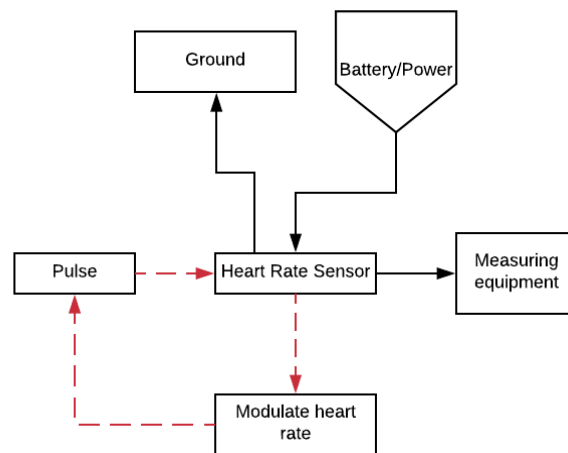 Ground
Battery/Power
Pulse
Heart Rate Sensor
Measuring
equipment
Modulate heart
rate